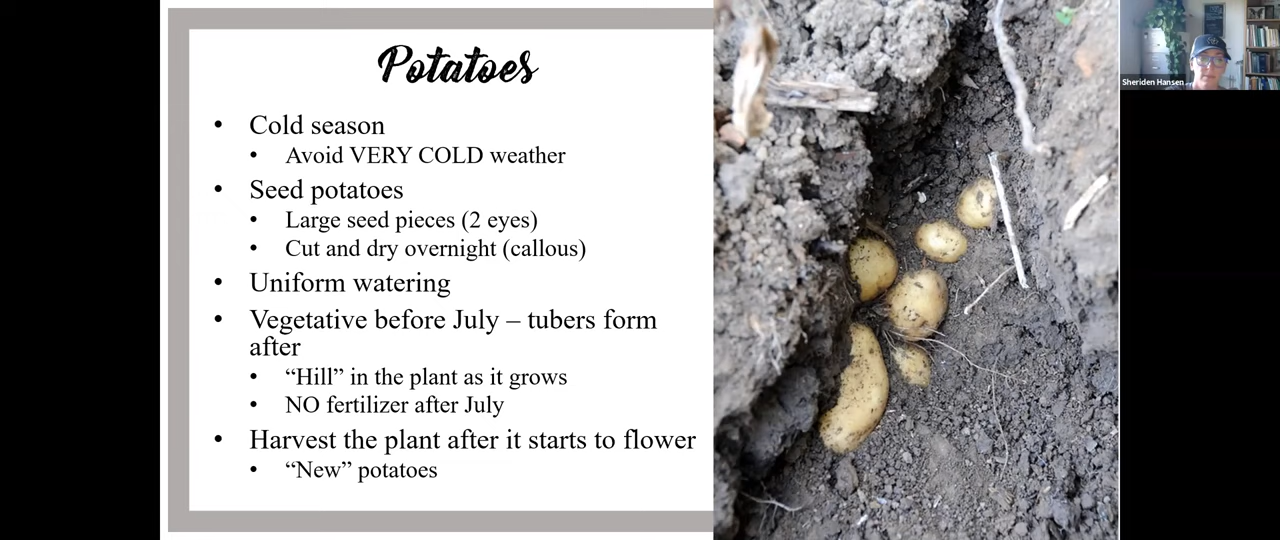 Potatoes
• Cold season
• Avoid VERY COLD weather
• Seed potatoes
• Large seed pieces (2 eyes)
• Cut and dry overnight (callous)
• Uniform watering
• Vegetative before July – tubers form
after
• “Hill” in the plant as it grows
• NO fertilizer after July
• Harvest the plant after it starts to flower
• “New” potatoes
Sheriden Hansen